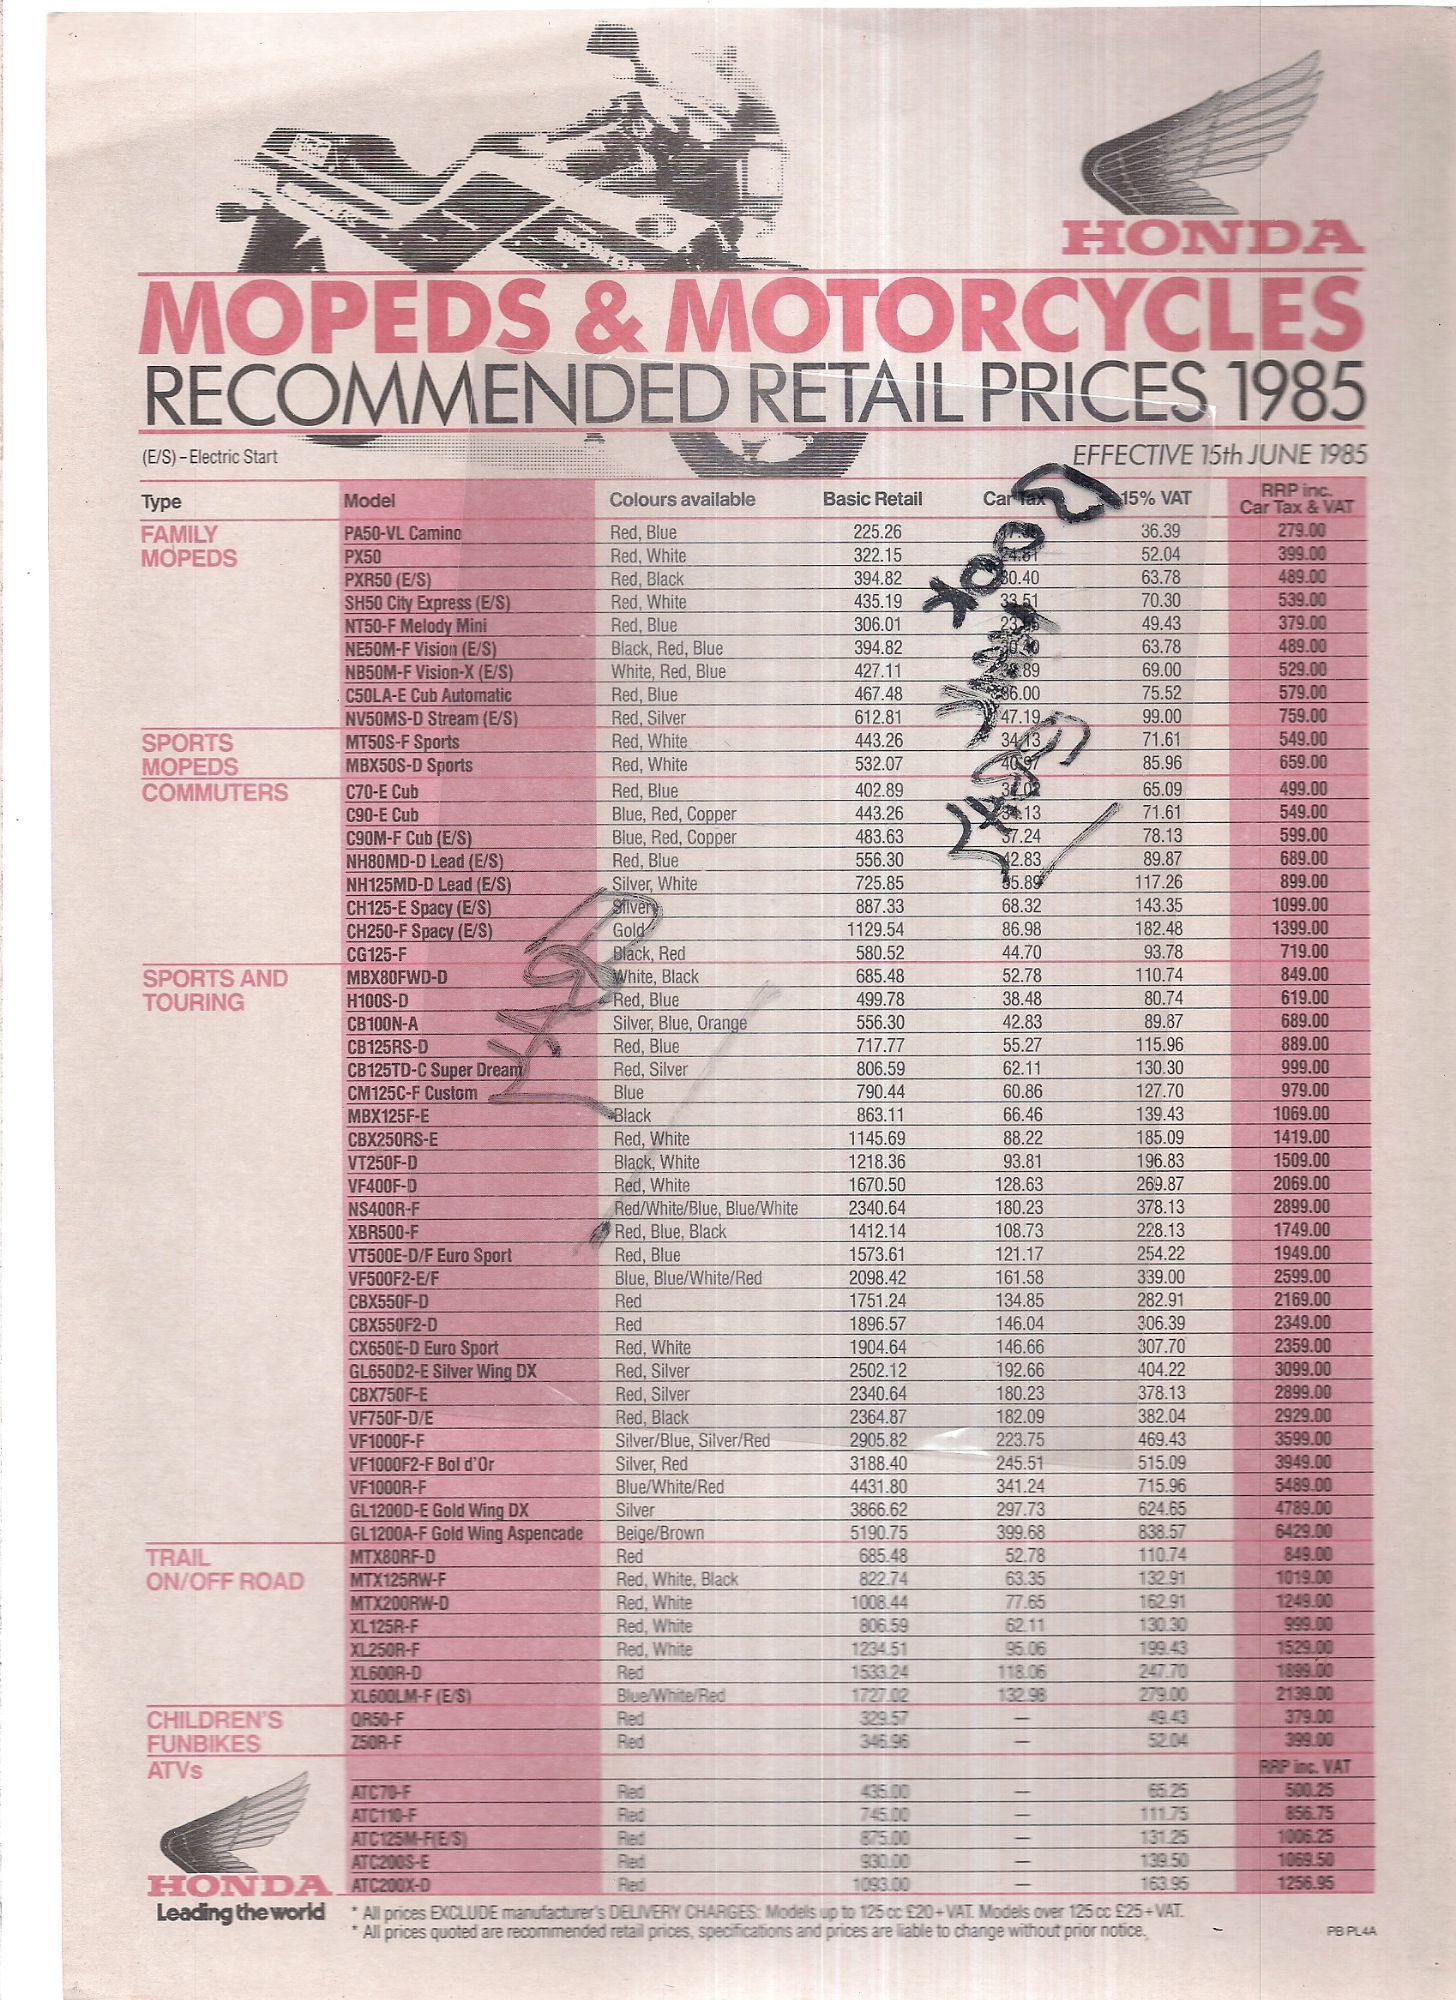 HONDA
MOPEDS & MOTORCYCLES
RECOMMENDED RETAIL PRICES 1985
(E/S) – Electric Start
EFFECTIVE 15th JUNE 1985
Type Model Colours available Basic Retail Car Tax 15% VAT RRP inc. Car Tax & VAT
FAMILY MOPEDS
PA50-VL Camino Red, Blue 225.26 36.39 279.00
PX50 Red, White 322.15 24.81 52.04 399.00
PXR50 (E/S) Red, Black 394.82 30.40 63.78 489.00
SH50 City Express (E/S) Red, White 435.19 33.51 70.30 539.00
NT50-F Melody Mini Red, Blue 306.01 49.43 379.00
NE50M-F Vision (E/S) Black, Red, Blue 394.82 30.40 63.78 489.00
NB50M-F Vision-X (E/S) White, Red, Blue 427.11 69.00 529.00
C50LA-E Cub Automatic Red, Blue 467.48 36.00 75.52 579.00
NV50MS-D Stream (E/S) Red, Silver 612.81 47.19 99.00 759.00
SPORTS MOPEDS
MT50S-F Sports Red, White 443.26 34.13 71.61 549.00
MBX50S-D Sports Red, White 532.07 40.97 85.96 659.00
COMMUTERS
C70-E Cub Red, Blue 402.89 31.02 65.09 499.00
C90-E Cub Blue, Red, Copper 443.26 34.13 71.61 549.00
C90M-F Cub (E/S) Blue, Red, Copper 483.63 37.24 78.13 599.00
NH80MD-D Lead (E/S) Red, Blue 556.30 42.83 89.87 689.00
NH125MD-D Lead (E/S) Silver, White 725.85 55.89 117.26 899.00
CH125-E Spacy (E/S) Silver 887.33 68.32 143.35 1099.00
CH250-F Spacy (E/S) Gold 1129.54 86.98 182.48 1399.00
CG125-F Black, Red 580.52 44.70 93.78 719.00
SPORTS AND TOURING
MBX80FWD-D White, Black 685.48 52.78 110.74 849.00
H100S-D Red, Blue 499.78 38.48 80.74 619.00
CB100N-A Silver, Blue, Orange 556.30 42.83 89.87 689.00
CB125RS-D Red, Blue 717.77 55.27 115.96 889.00
CB125TD-C Super Dream Red, Silver 806.59 62.11 130.30 999.00
CM125C-F Custom Blue 790.44 60.86 127.70 979.00
MBX125F-E Black 863.11 66.46 139.43 1069.00
CBX250RS-E Red, White 1145.69 88.22 185.09 1419.00
VT250F-D Black, White 1218.36 93.81 196.83 1509.00
VF400F-D Red, White 1670.50 128.63 269.87 2069.00
NS400R-F Red/White/Blue, Blue/White 2340.64 180.23 378.13 2899.00
XBR500-F Red, Blue, Black 1412.14 108.73 228.13 1749.00
VT500E-D/F Euro Sport Red, Blue 1573.61 121.17 254.22 1949.00
VF500F2-E/F Blue, Blue/White/Red 2098.42 161.58 339.00 2599.00
CBX550F-D Red 1751.24 134.85 282.91 2169.00
CBX550F2-D Red 1896.57 146.04 306.39 2349.00
CX650E-D Euro Sport Red, White 1904.64 146.66 307.70 2359.00
GL650D2-E Silver Wing DX Red, Silver 2502.12 192.66 404.22 3099.00
CBX750F-E Red, Silver 2340.64 180.23 378.13 2899.00
VF750F-D/E Red, Black 2364.87 182.09 382.04 2929.00
VF1000F-F Silver/Blue, Silver/Red 2905.82 223.75 469.43 3599.00
VF1000F2-F Bol d'Or Silver, Red 3188.40 245.51 515.09 3949.00
VF1000R-F Blue/White/Red 4431.80 341.24 715.96 5489.00
GL1200D-E Gold Wing DX Silver 3866.62 297.73 624.65 4789.00
GL1200A-F Gold Wing Aspencade Beige/Brown 5190.75 399.68 838.57 6429.00
TRAIL ON/OFF ROAD
MTX80RF-D Red 685.48 52.78 110.74 849.00
MTX125RW-F Red, White, Black 822.74 63.35 132.91 1019.00
MTX200RW-D Red, White 1008.44 77.65 162.91 1249.00
XL125R-F Red, White 806.59 62.11 130.30 999.00
XL250R-F Red, White 1234.51 95.06 199.43 1529.00
XL600R-D Red 1533.24 118.06 247.70 1899.00
XL600LM-F (E/S) Blue/White/Red 1727.02 132.98 279.00 2139.00
CHILDREN'S FUNBIKES
QR50-F Red 329.57 — 49.43 379.00
Z50R-F Red 346.96 — 52.04 399.00
ATVs RRP inc. VAT
ATC70-F Red 435.00 — 65.25 500.25
ATC110-F Red 745.00 — 111.75 856.75
ATC125M-F(E/S) Red 875.00 — 131.25 1006.25
ATC200S-E Red 930.00 — 139.50 1069.50
ATC200X-D Red 1093.00 — 163.95 1256.95
HONDA
Leading the world
* All prices EXCLUDE manufacturer's DELIVERY CHARGES: Models up to 125cc £20+VAT. Models over 125cc £25+VAT.
* All prices quoted are recommended retail prices, specifications and prices are liable to change without prior notice.
PB PL4A